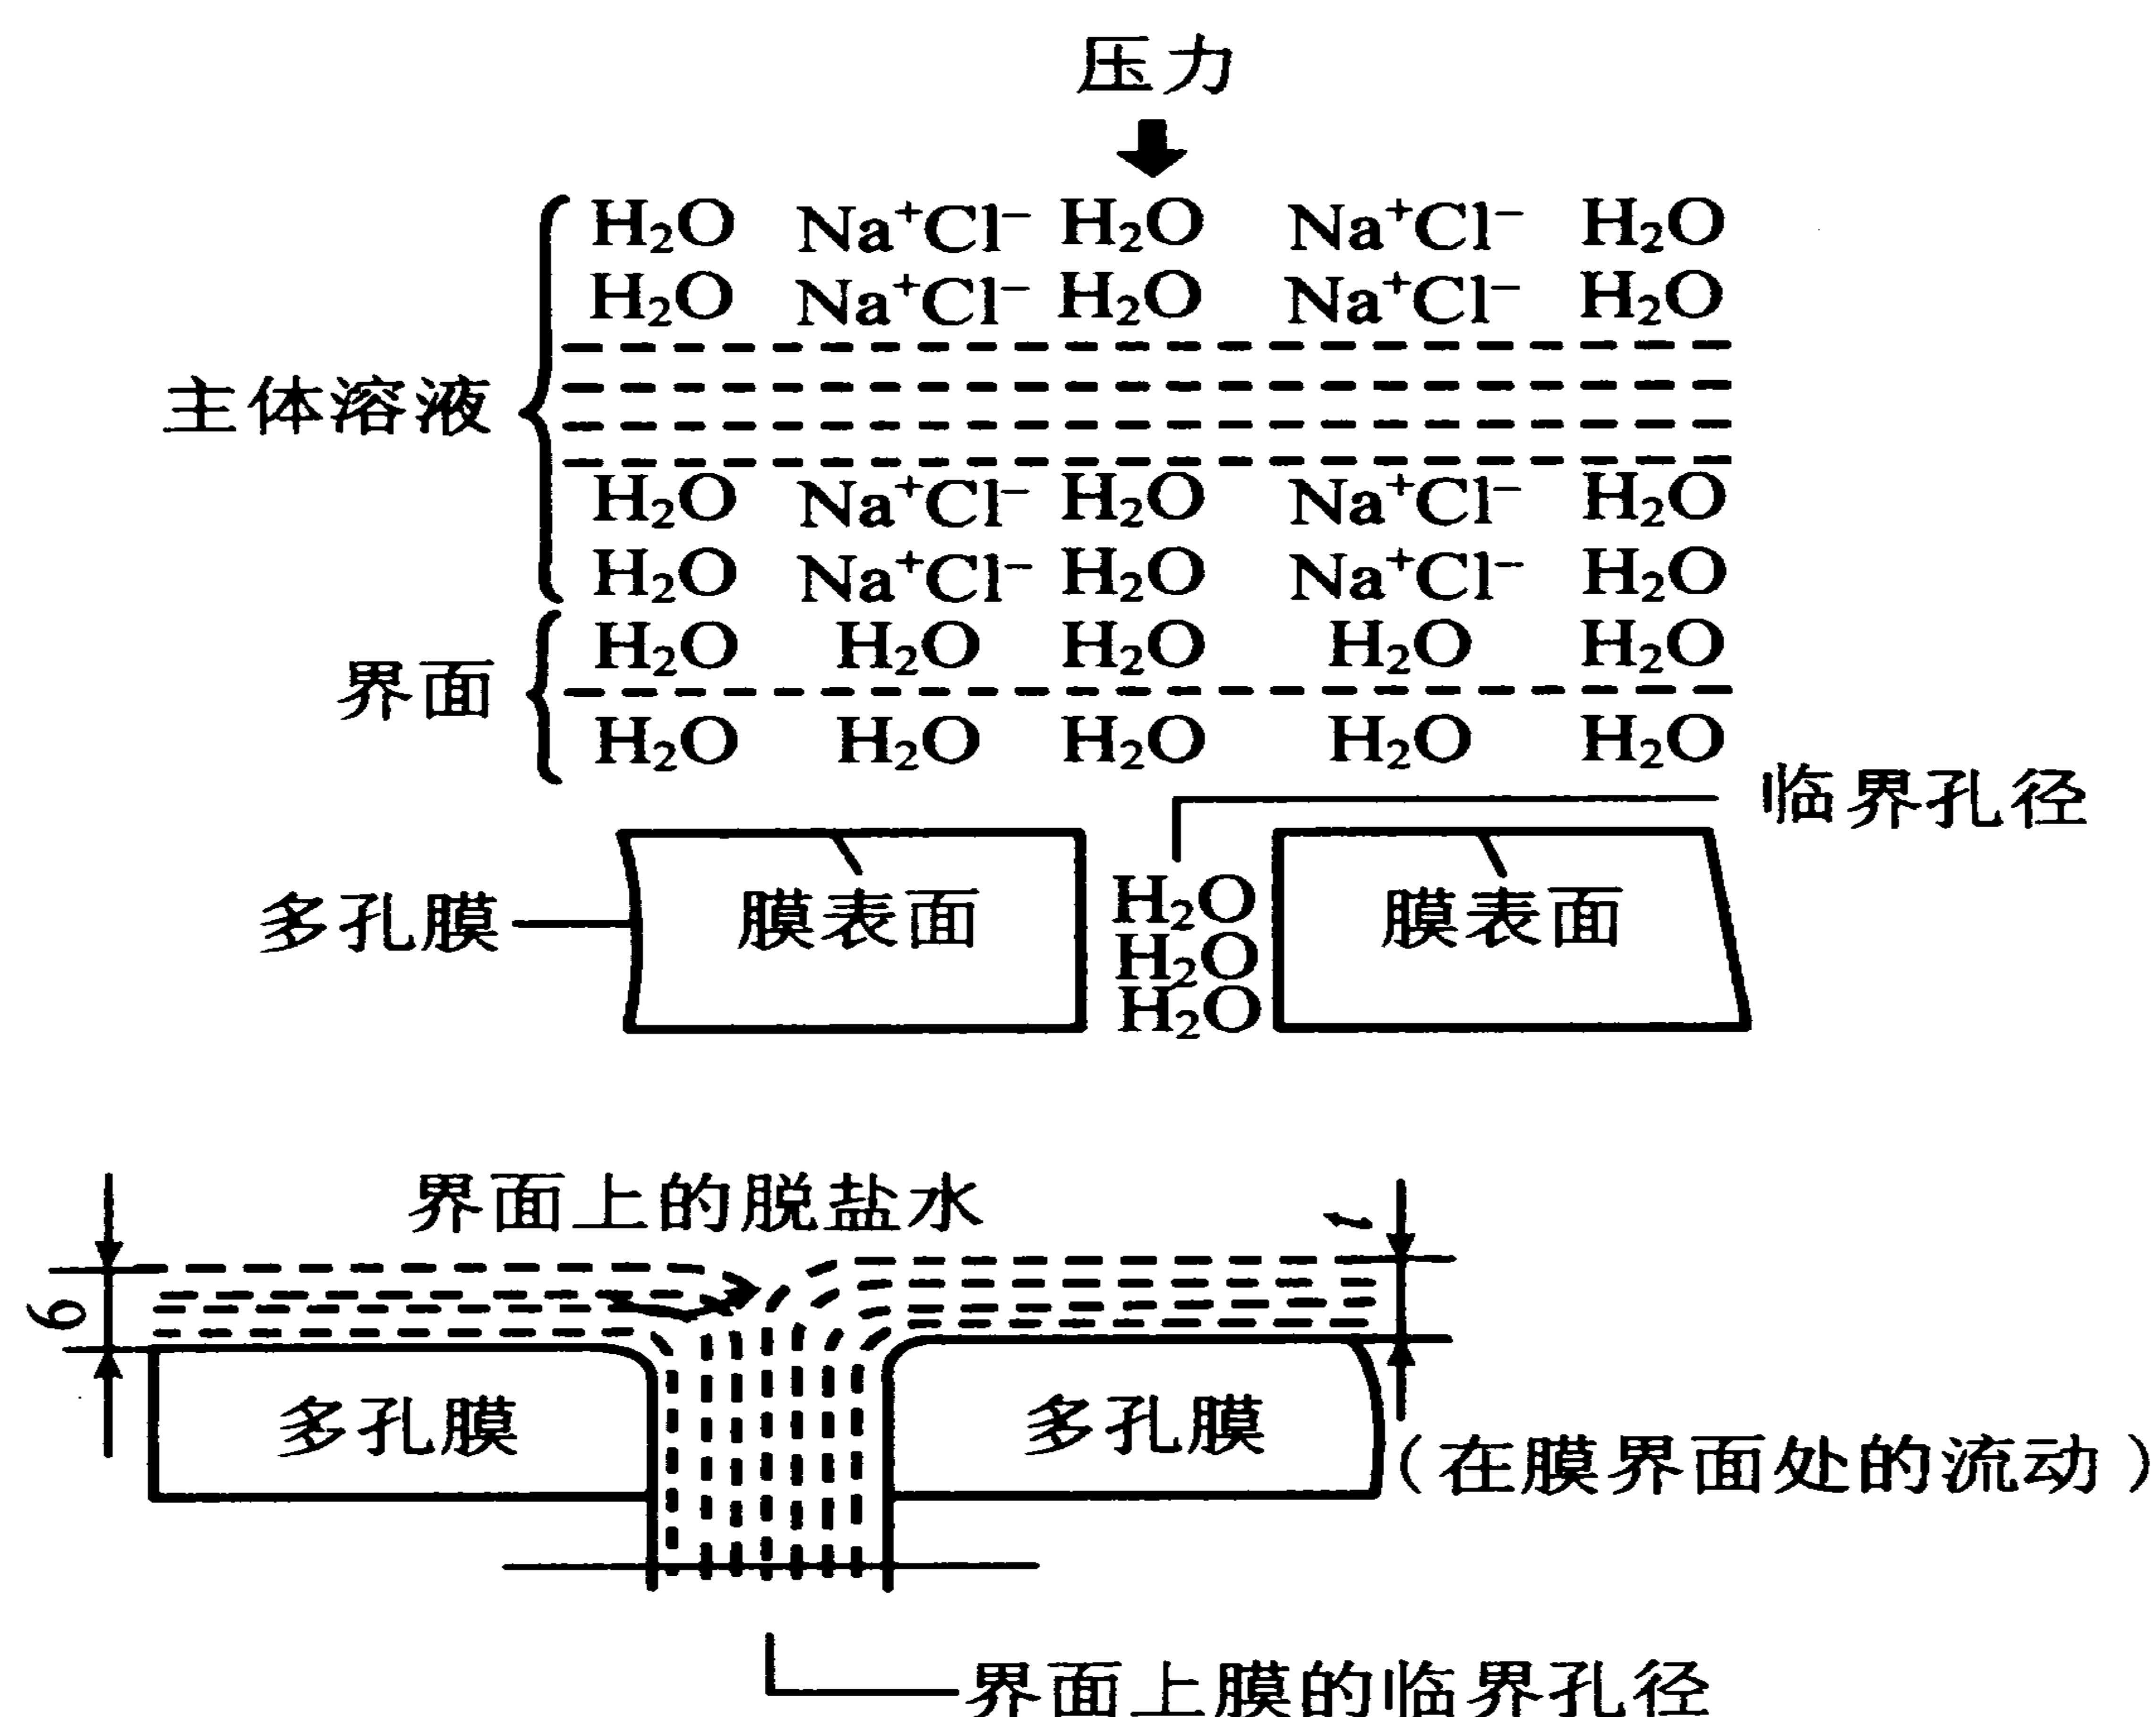 压力
H₂O Na⁺Cl⁻ H₂O Na⁺Cl⁻ H₂O
H₂O Na⁺Cl⁻ H₂O Na⁺Cl⁻ H₂O
主体溶液
H₂O Na⁺Cl⁻ H₂O Na⁺Cl⁻ H₂O
H₂O Na⁺Cl⁻ H₂O Na⁺Cl⁻ H₂O
H₂O H₂O H₂O H₂O H₂O
界面
H₂O H₂O H₂O H₂O H₂O
临界孔径
多孔膜 膜表面 H₂O 膜表面
H₂O
H₂O
界面上的脱盐水
多孔膜 多孔膜
(在膜界面处的流动)
界面上膜的临界孔径